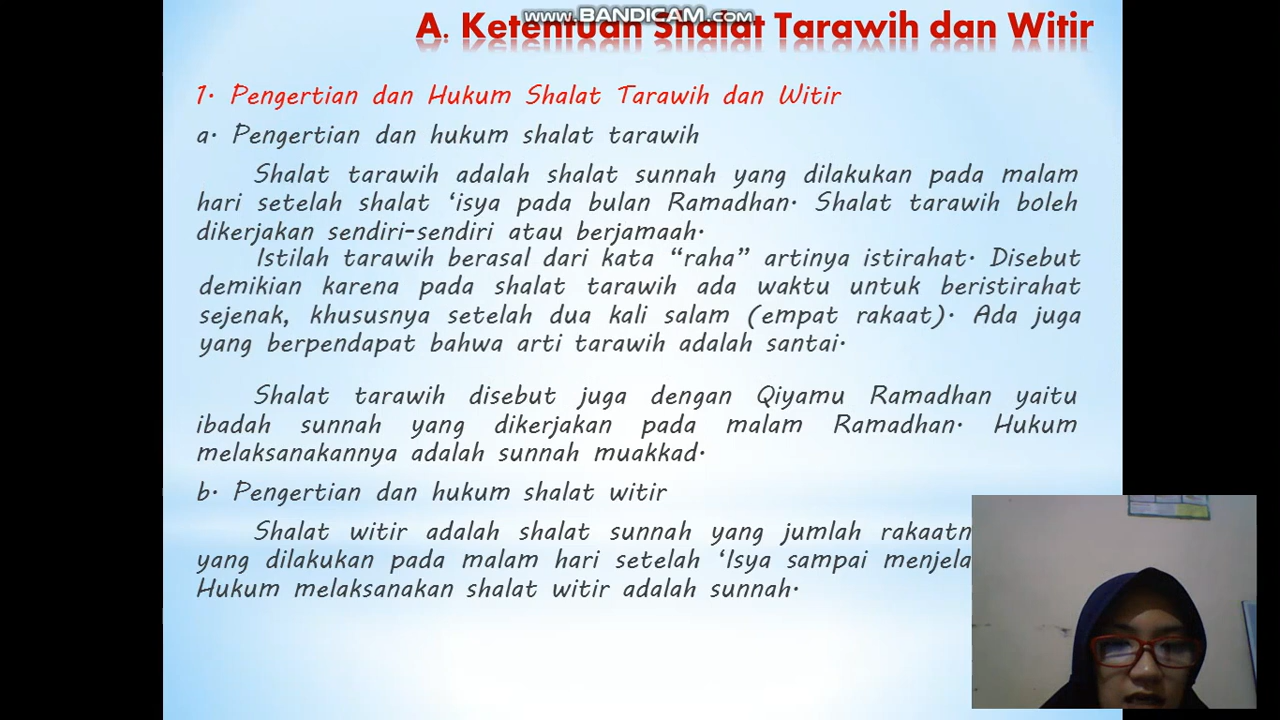 www.BANDICAM.com
A. Ketentuan Shalat Tarawih dan Witir
1. Pengertian dan Hukum Shalat Tarawih dan Witir
a. Pengertian dan hukum shalat tarawih
Shalat tarawih adalah shalat sunnah yang dilakukan pada malam
hari setelah shalat ‘isya pada bulan Ramadhan. Shalat tarawih boleh
dikerjakan sendiri-sendiri atau berjamaah.
Istilah tarawih berasal dari kata “raha” artinya istirahat. Disebut
demikian karena pada shalat tarawih ada waktu untuk beristirahat
sejenak, khususnya setelah dua kali salam (empat rakaat). Ada juga
yang berpendapat bahwa arti tarawih adalah santai.
Shalat tarawih disebut juga dengan Qiyamu Ramadhan yaitu
ibadah sunnah yang dikerjakan pada malam Ramadhan. Hukum
melaksanakannya adalah sunnah muakkad.
b. Pengertian dan hukum shalat witir
Shalat witir adalah shalat sunnah yang jumlah
yang dilakukan pada malam hari setelah ‘Isya sampai
Hukum melaksanakan shalat witir adalah sunnah.